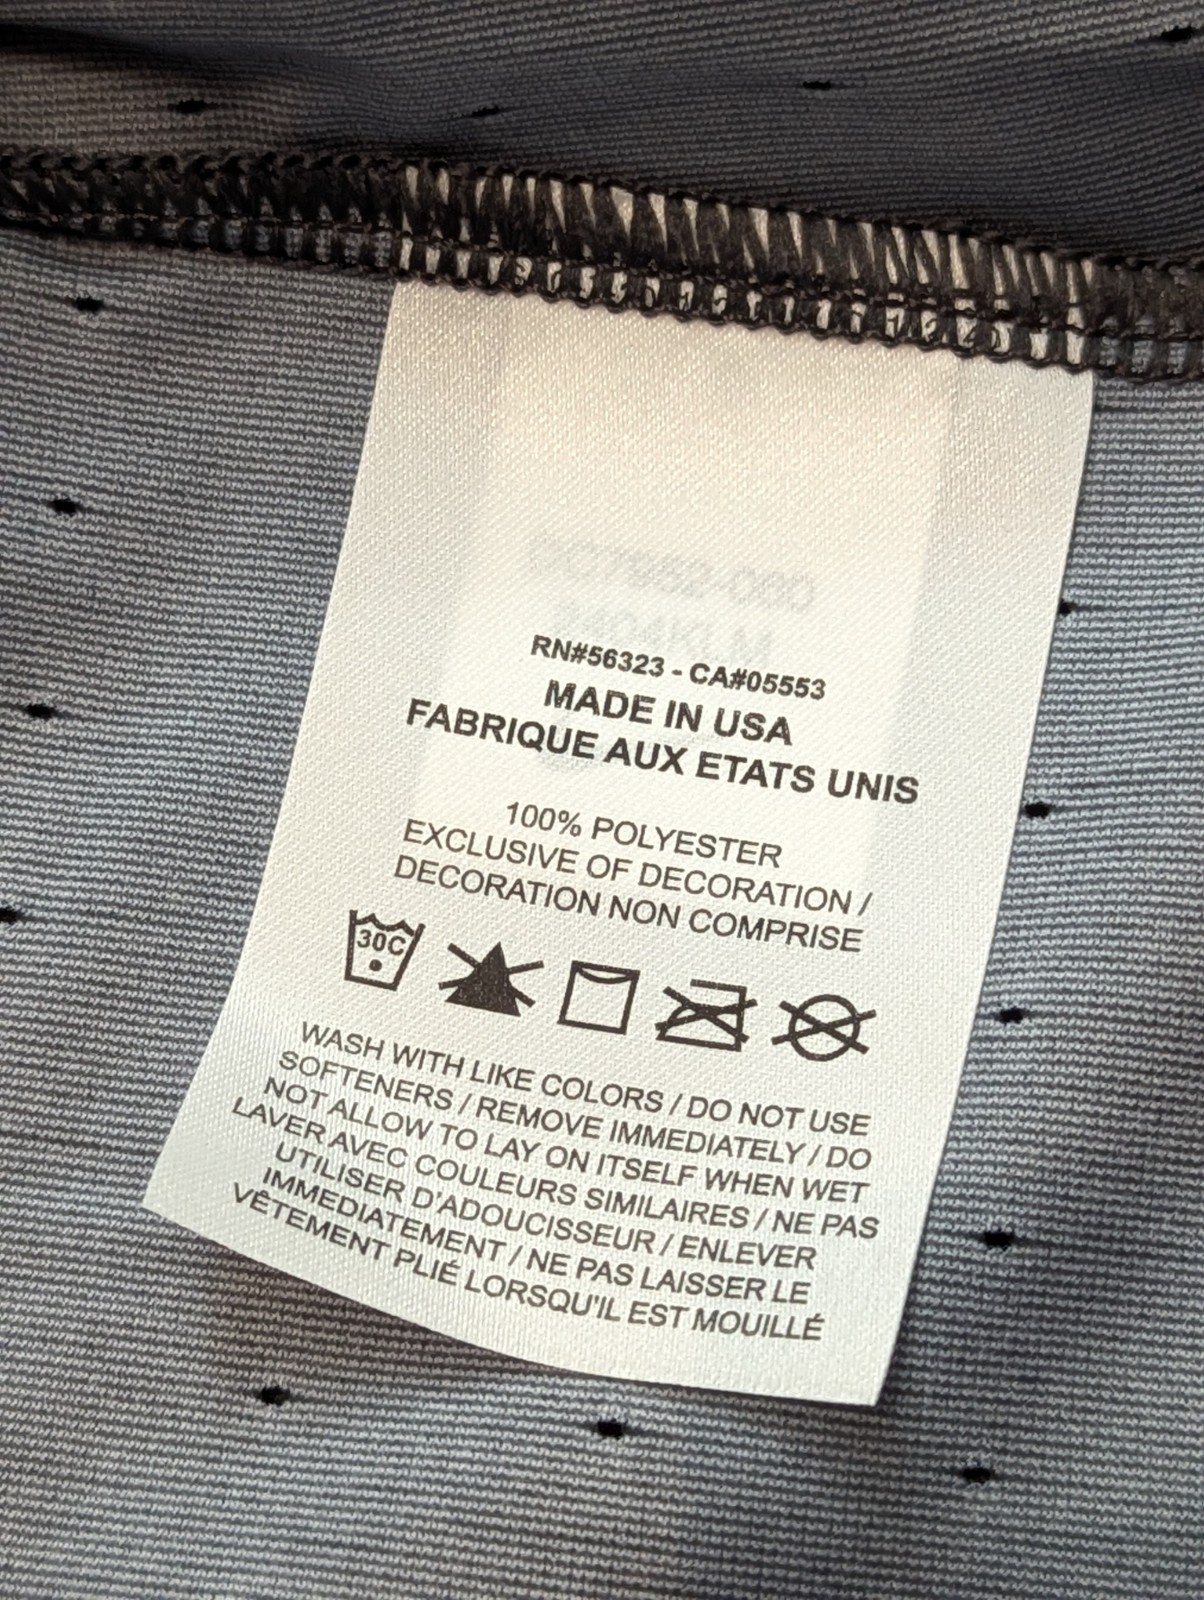 RN#56323 - CA#05553
MADE IN USA
FABRIQUE AUX ETATS UNIS
100% POLYESTER
EXCLUSIVE OF DECORATION /
DECORATION NON COMPRISE
30C
WASH WITH LIKE COLORS / DO NOT USE
SOFTENERS / REMOVE IMMEDIATELY / DO
NOT ALLOW TO LAY ON ITSELF WHEN WET
LAVER AVEC COULEURS SIMILAIRES / NE PAS
UTILISER D'ADOUCISSEUR / ENLEVER
IMMEDIATEMENT / NE PAS LAISSER LE
VÊTEMENT PLIÉ LORSQU'IL EST MOUILLÉ